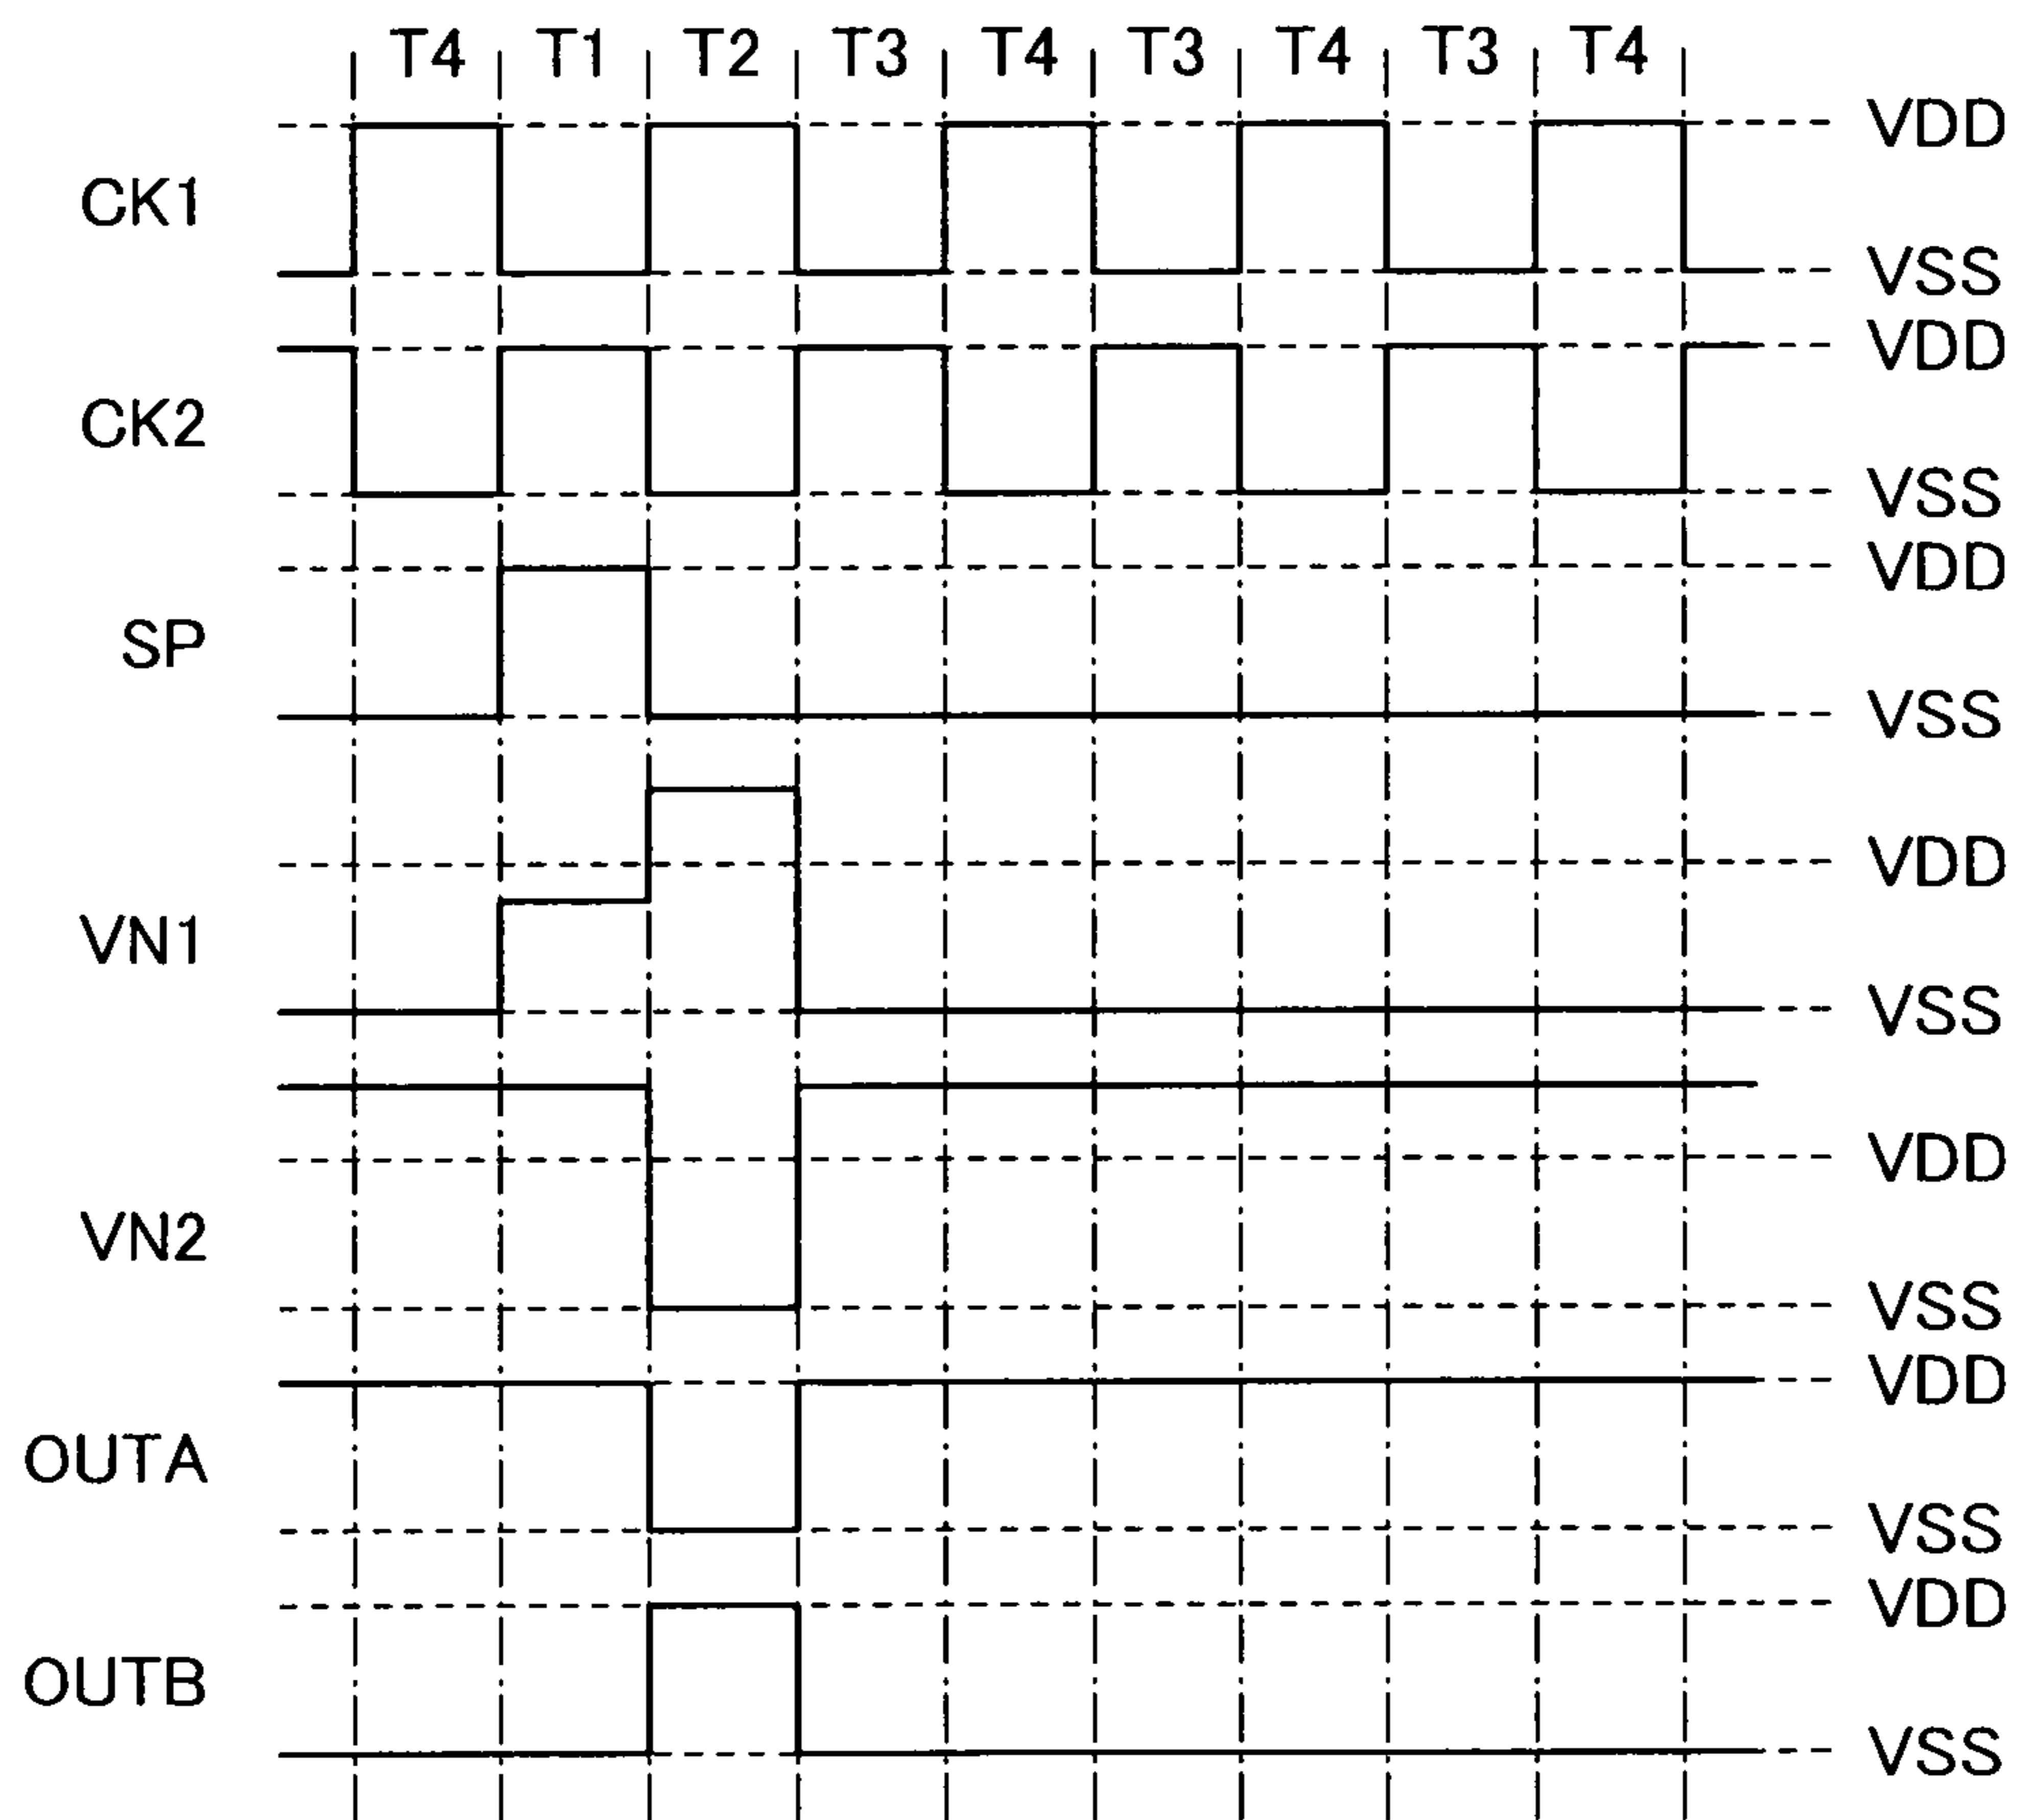 T4 T1 T2 T3 T4 T3 T4 T3 T4
VDD
CK1
VSS
VDD
CK2
VSS
VDD
SP
VSS
VDD
VN1
VSS
VDD
VN2
VSS
VDD
OUTA
VSS
VDD
OUTB
VSS